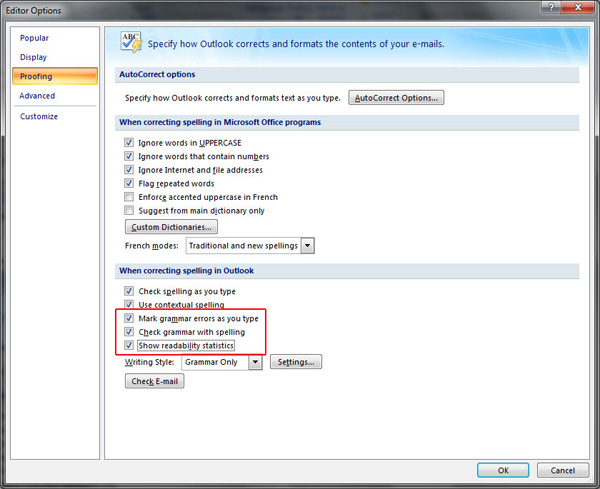 Editor Options
Popular
Display
Proofing
Advanced
Customize
ABC
Specify how Outlook corrects and formats the contents of your e-mails.
AutoCorrect options
Specify how Outlook corrects and formats text as you type.
AutoCorrect Options...
When correcting spelling in Microsoft Office programs
Ignore words in UPPERCASE
Ignore words that contain numbers
Ignore Internet and file addresses
Flag repeated words
Enforce accented uppercase in French
Suggest from main dictionary only
Custom Dictionaries...
French modes: Traditional and new spellings
When correcting spelling in Outlook
Check spelling as you type
Use contextual spelling
Mark grammar errors as you type
Check grammar with spelling
Show readability statistics
Writing Style: Grammar Only Settings...
Check E-mail
OK Cancel